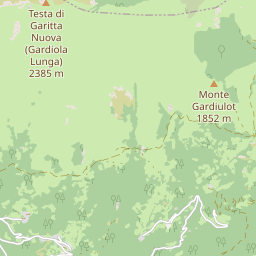 Testa di
Garitta
Nuova
(Gardiola
Lunga)
2385 m
Monte
Gardiulot
1852 m